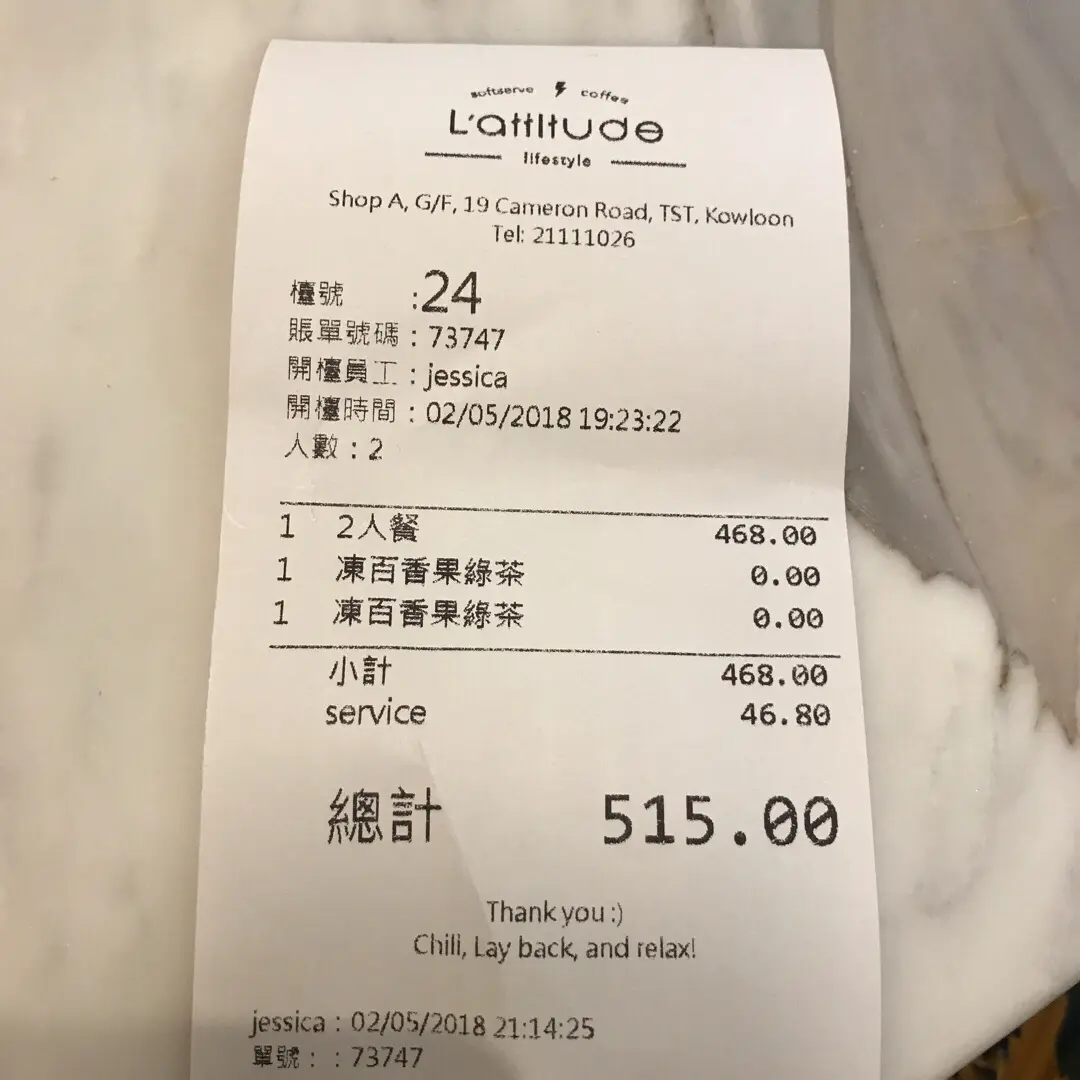 softserve coffee
L'attitude
lifestyle
Shop A, G/F, 19 Cameron Road, TST, Kowloon
Tel: 21111026
檯號 :24
賬單號碼 : 73747
開檯員工 : jessica
開檯時間 : 02/05/2018 19:23:22
人數 : 2
1 2人餐 468.00
1 凍百香果綠茶 0.00
1 凍百香果綠茶 0.00
小計 468.00
service 46.80
總計 515.00
Thank you :)
Chill, Lay back, and relax!
jessica : 02/05/2018 21:14:25
單號 : : 73747